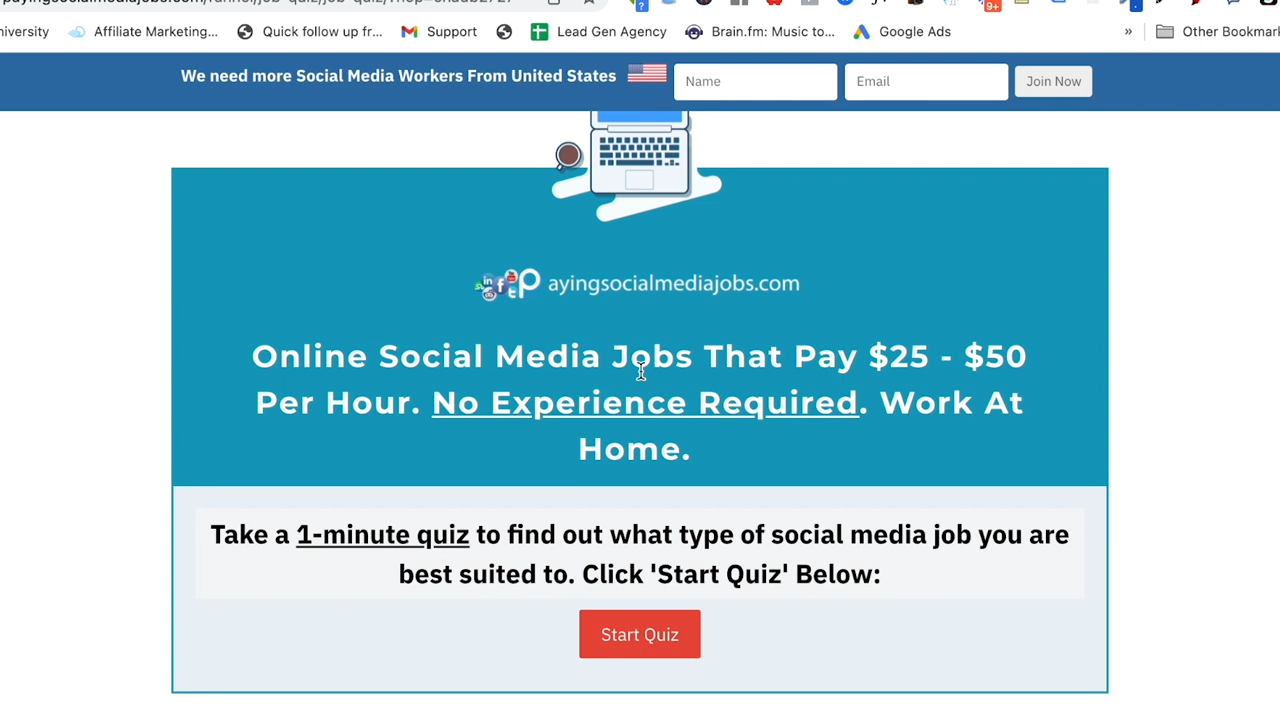 niversity Affiliate Marketing... Quick follow up fr... Support Lead Gen Agency Brain.fm: Music to... Google Ads » Other Bookmar
We need more Social Media Workers From United States Name Email Join Now
ayingsocialmediajobs.com
Online Social Media Jobs That Pay $25 - $50
Per Hour. No Experience Required. Work At
Home.
Take a 1-minute quiz to find out what type of social media job you are
best suited to. Click 'Start Quiz' Below:
Start Quiz